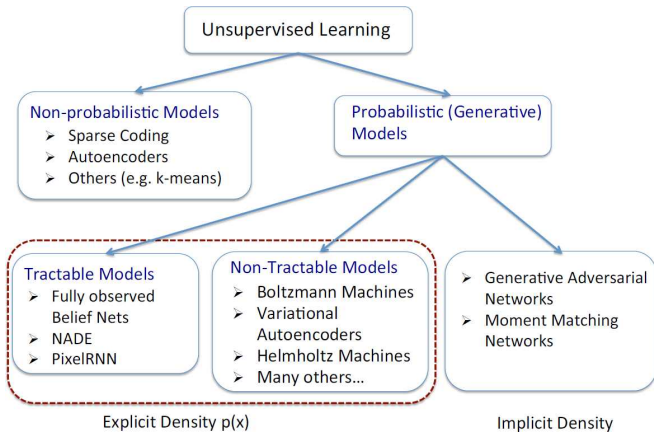 Unsupervised Learning
Non-probabilistic Models
➢ Sparse Coding
➢ Autoencoders
➢ Others (e.g. k-means)
Probabilistic (Generative)
Models
Tractable Models
➢ Fully observed
Belief Nets
➢ NADE
➢ PixelRNN
Non-Tractable Models
➢ Boltzmann Machines
➢ Variational
Autoencoders
➢ Helmholtz Machines
➢ Many others…
➢ Generative Adversarial
Networks
➢ Moment Matching
Networks
Explicit Density p(x)
Implicit Density